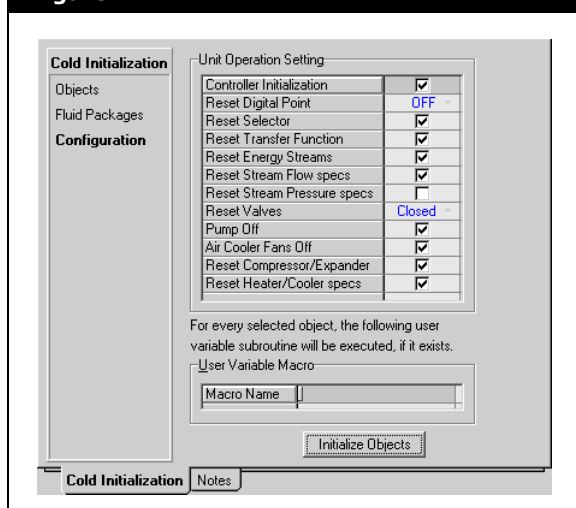 Cold Initialization
Objects
Fluid Packages
Configuration
Unit Operation Setting
Controller Initialization
Reset Digital Point OFF
Reset Selector
Reset Transfer Function
Reset Energy Streams
Reset Stream Flow specs
Reset Stream Pressure specs
Reset Valves Closed
Pump Off
Air Cooler Fans Off
Reset Compressor/Expander
Reset Heater/Cooler specs
For every selected object, the following user
variable subroutine will be executed, if it exists.
User Variable Macro
Macro Name
Initialize Objects
Cold Initialization Notes